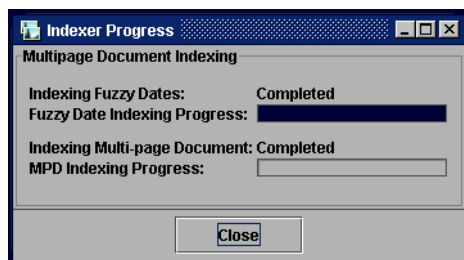 Indexer Progress
Multipage Document Indexing
Indexing Fuzzy Dates: Completed
Fuzzy Date Indexing Progress:
Indexing Multi-page Document: Completed
MPD Indexing Progress:
Close